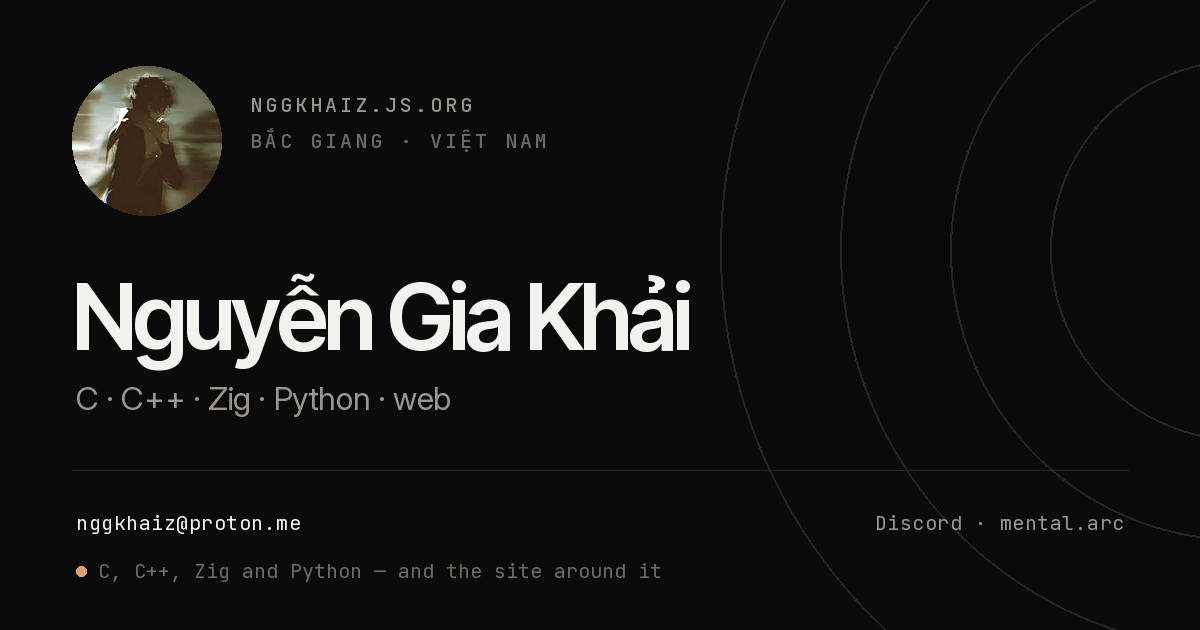 NGGKHAIZ.JS.ORG
BẮC GIANG · VIỆT NAM
Nguyễn Gia Khải
C · C++ · Zig · Python · web
nggkhaiz@proton.me
Discord · mental.arc
C, C++, Zig and Python — and the site around it